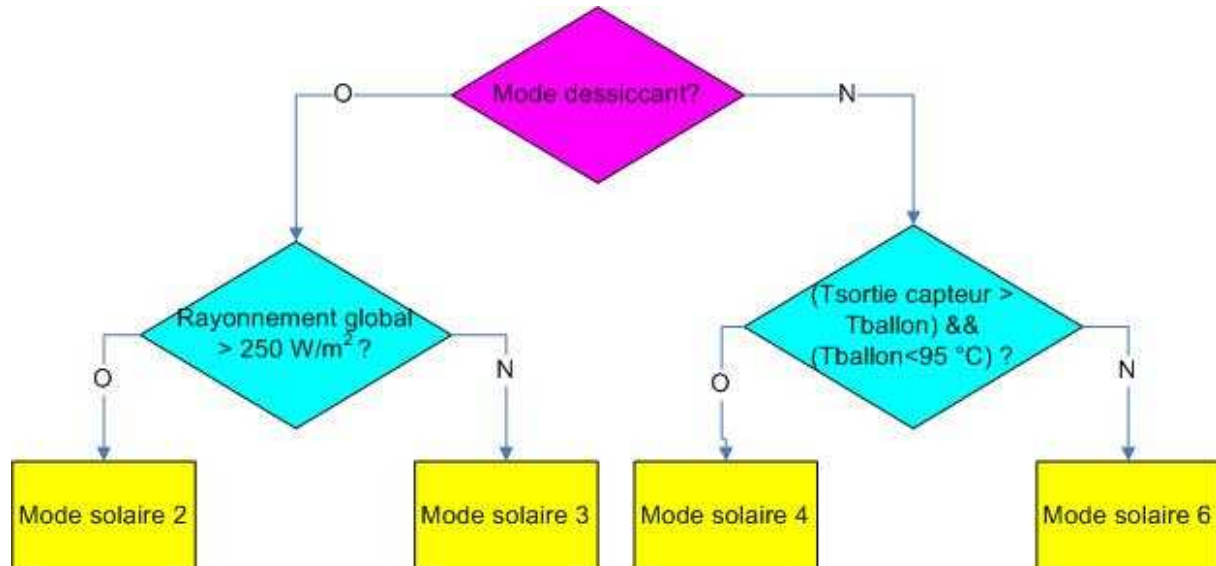 Mode dessiccant?
O
N
Rayonnement global
> 250 W/m² ?
(Tsortie capteur >
Tballon) &&
(Tballon<95 °C) ?
O
N
O
N
Mode solaire 2
Mode solaire 3
Mode solaire 4
Mode solaire 6